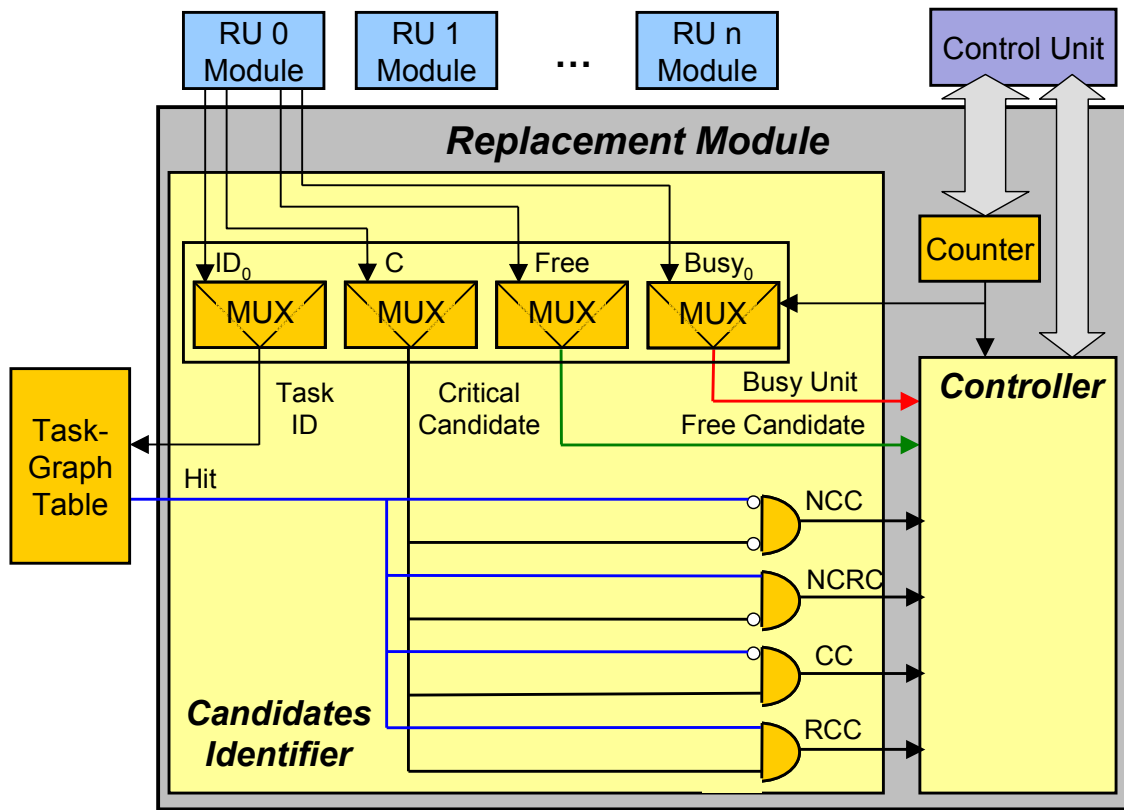 RU 0
Module
RU 1
Module
...
RU n
Module
Control Unit
Replacement Module
Counter
ID0
C
Free
Busy0
MUX
MUX
MUX
MUX
Task
ID
Critical
Candidate
Busy Unit
Free Candidate
Controller
Task-
Graph
Table
Hit
NCC
NCRC
CC
RCC
Candidates
Identifier